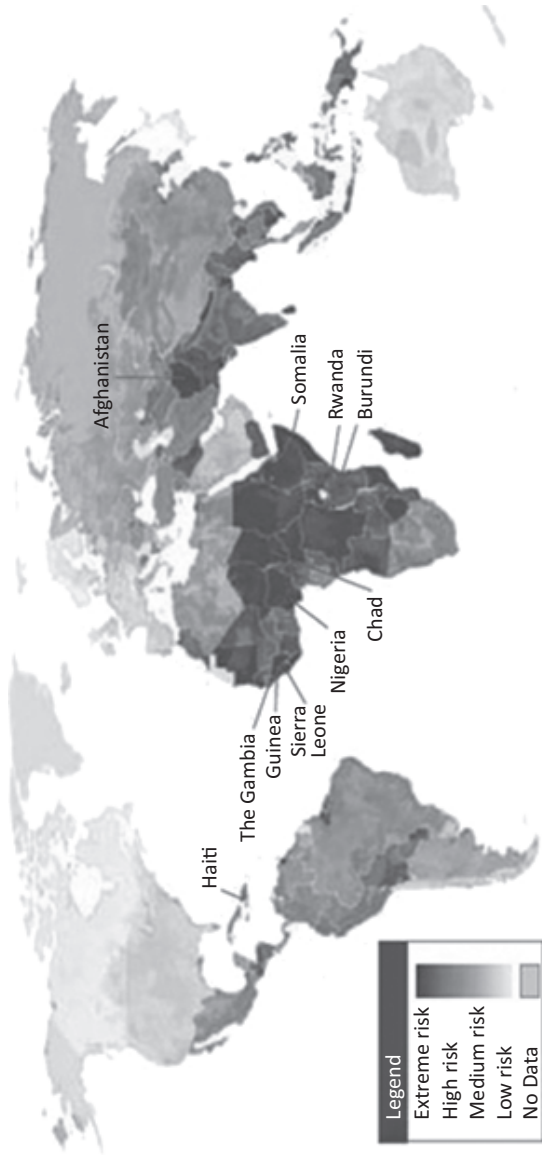 Haiti
The Gambia
Guinea
Sierra
Leone
Nigeria
Chad
Afghanistan
Somalia
Rwanda
Burundi
Legend
Extreme risk
High risk
Medium risk
Low risk
No Data